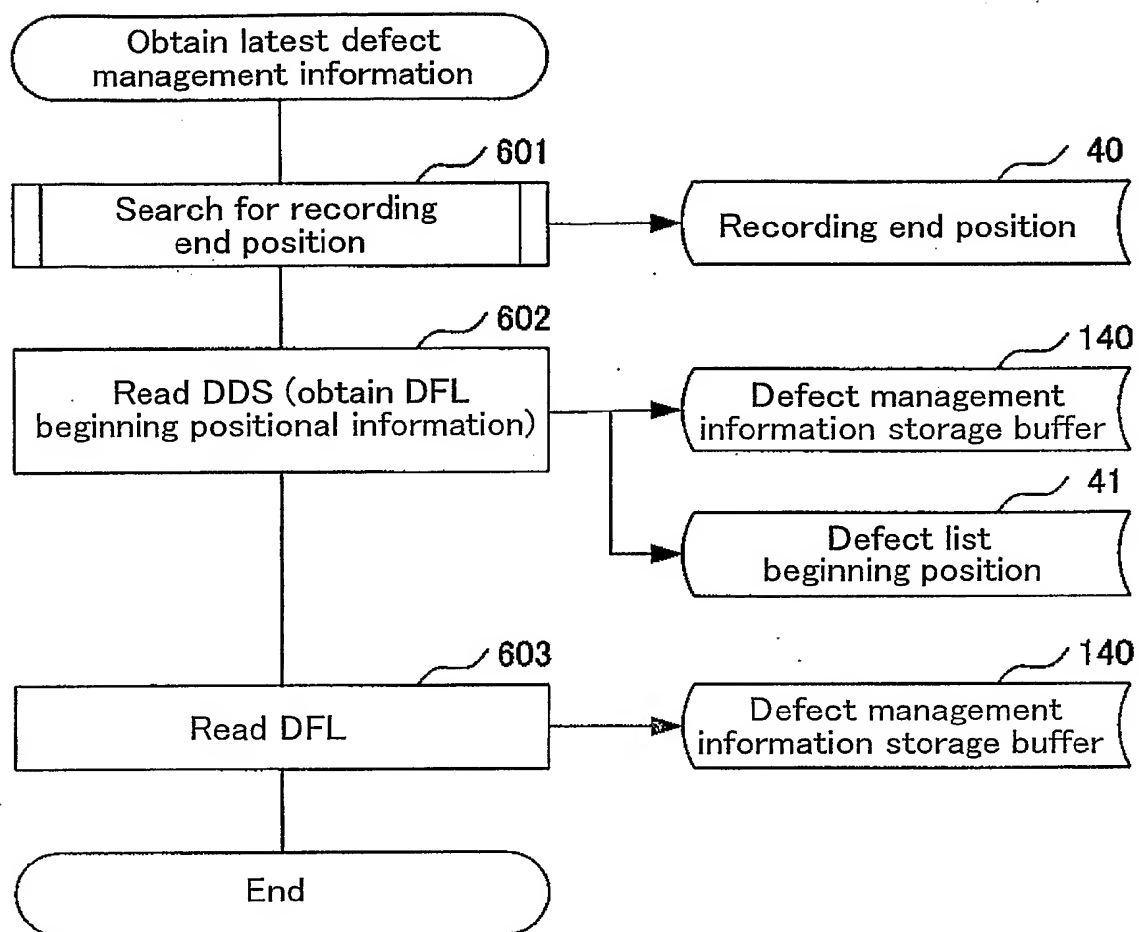 Obtain latest defect
management information
601
40
Search for recording
end position
Recording end position
602
140
Read DDS (obtain DFL
beginning positional information)
Defect management
information storage buffer
41
Defect list
beginning position
603
140
Read DFL
Defect management
information storage buffer
End